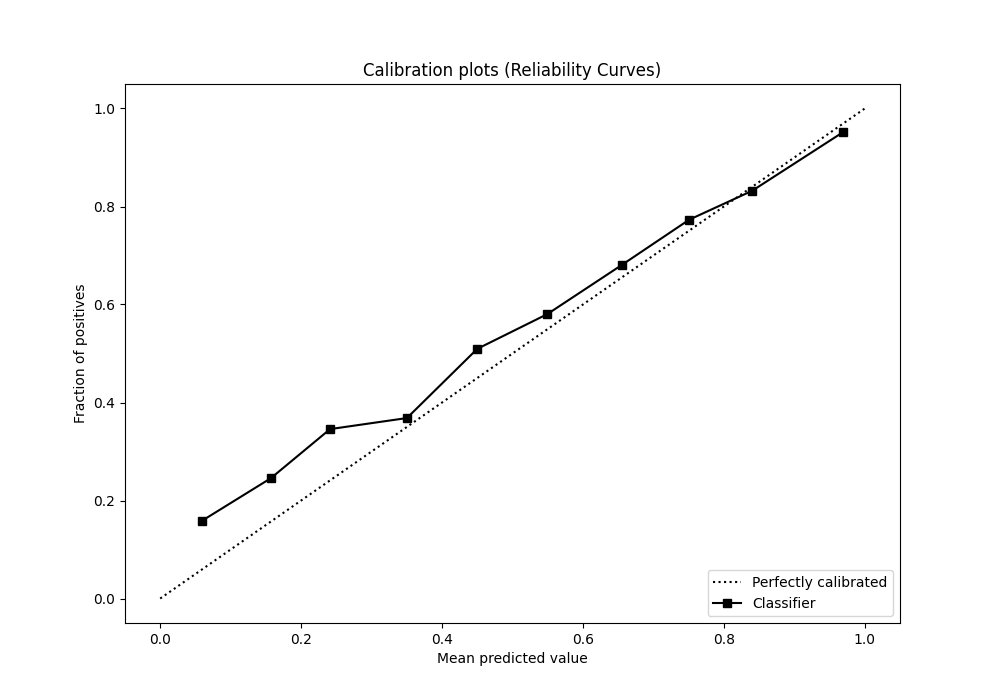 Calibration plots (Reliability Curves)
1.0
0.8
0.6
0.4
0.2
0.0
Fraction of positives
Perfectly calibrated
Classifier
0.0 0.2 0.4 0.6 0.8 1.0
Mean predicted value